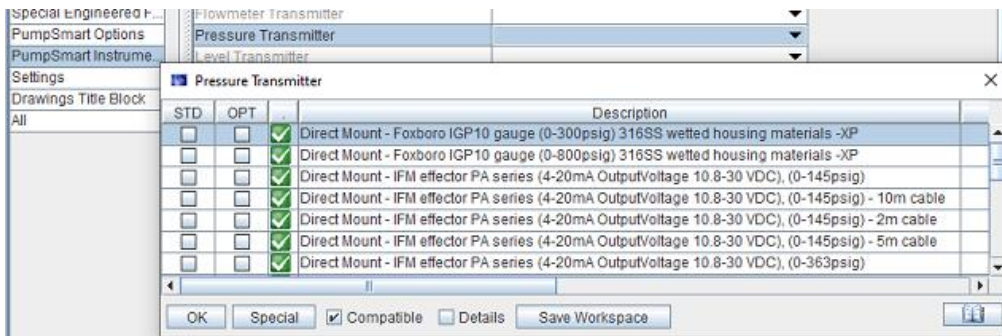 Special Engineered F...
Flowmeter Transmitter
PumpSmart Options
Pressure Transmitter
PumpSmart Instrume...
Level Transmitter
Settings
Drawings Title Block
All
Pressure Transmitter
STD OPT . Description
Direct Mount - Foxboro IGP10 gauge (0-300psig) 316SS wetted housing materials -XP
Direct Mount - Foxboro IGP10 gauge (0-800psig) 316SS wetted housing materials -XP
Direct Mount - IFM effector PA series (4-20mA OutputVoltage 10.8-30 VDC), (0-145psig)
Direct Mount - IFM effector PA series (4-20mA OutputVoltage 10.8-30 VDC), (0-145psig) - 10m cable
Direct Mount - IFM effector PA series (4-20mA OutputVoltage 10.8-30 VDC), (0-145psig) - 2m cable
Direct Mount - IFM effector PA series (4-20mA OutputVoltage 10.8-30 VDC), (0-145psig) - 5m cable
Direct Mount - IFM effector PA series (4-20mA OutputVoltage 10.8-30 VDC), (0-363psig)
OK Special Compatible Details Save Workspace